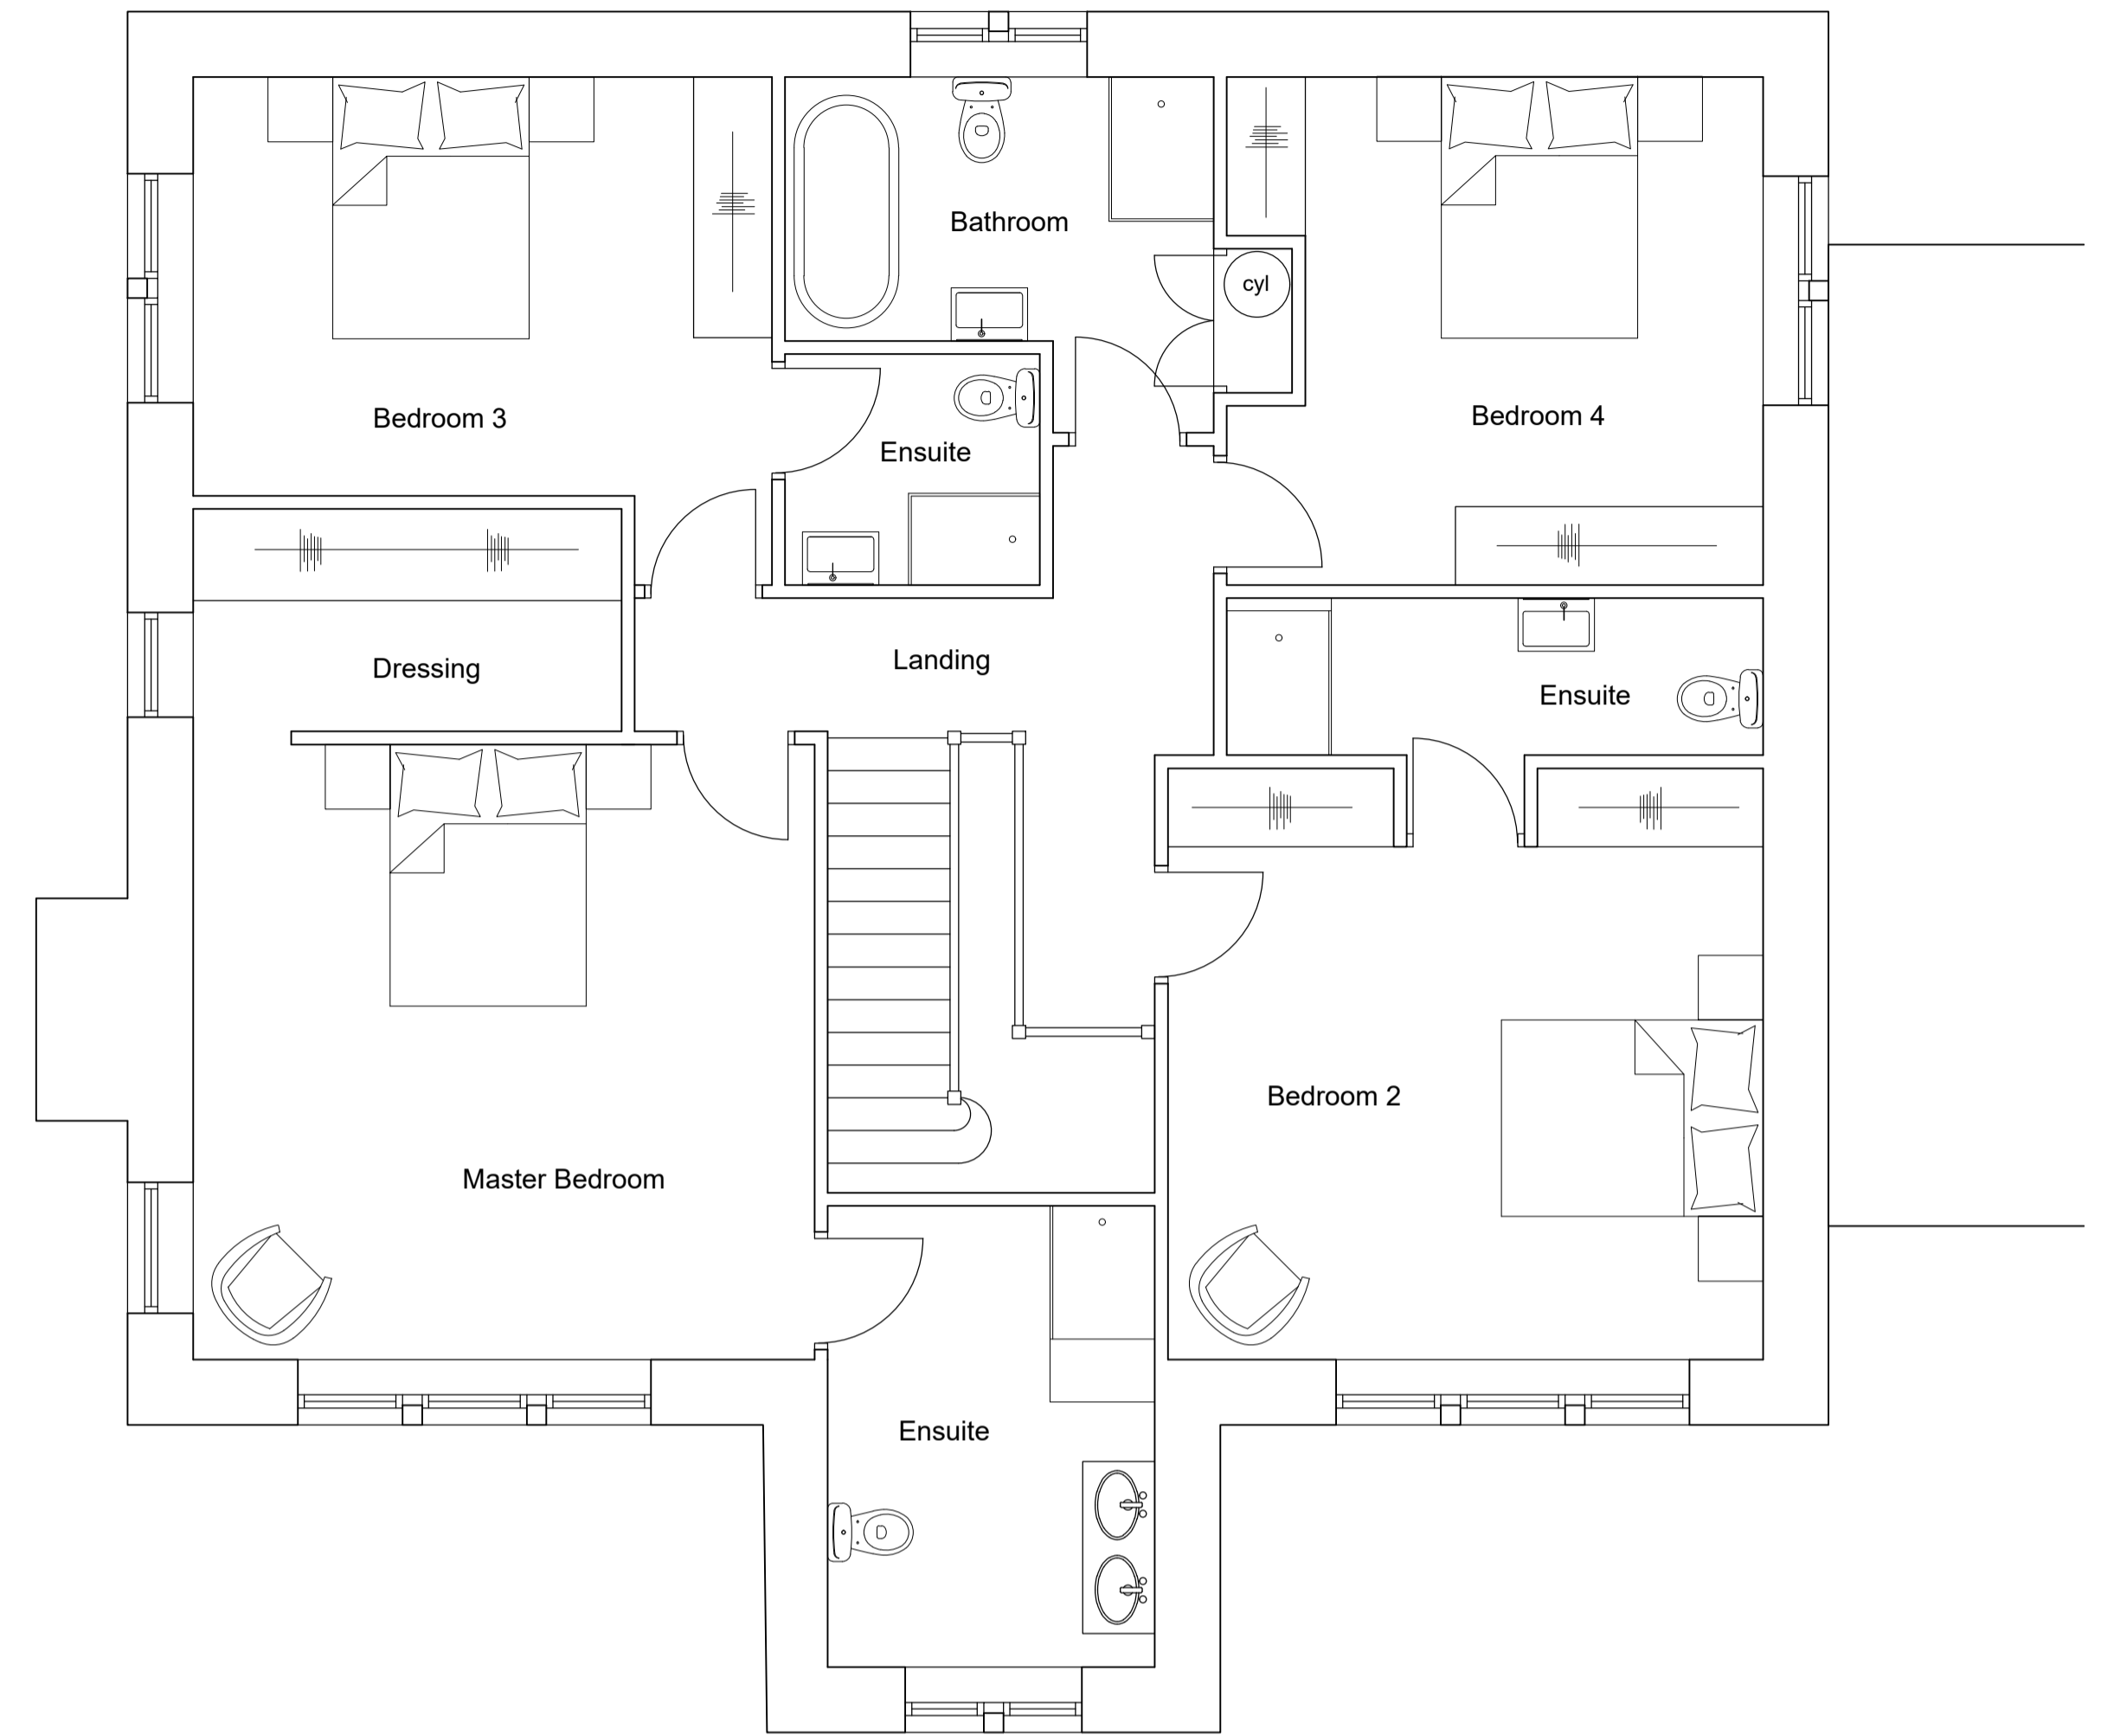 Bathroom
cyl
Bedroom 3
Bedroom 4
Ensuite
Landing
Dressing
Ensuite
Bedroom 2
Master Bedroom
Ensuite